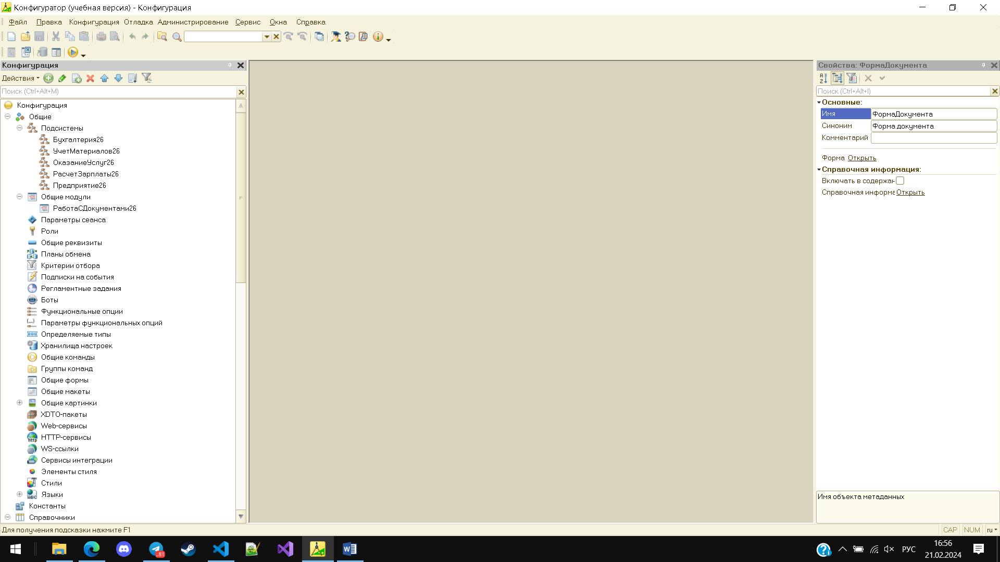 Конфигуратор (учебная версия) - Конфигурация
Файл Правка Конфигурация Отладка Администрирование Сервис Окна Справка
Конфигурация
Действия
Поиск (Ctrl+Alt+M)
Конфигурация
Общие
Подсистемы
Бухгалтерия26
УчетМатериалов26
ОказаниеУслуг26
РасчетЗарплаты26
Предприятие26
Общие модули
РаботаСДокументами26
Параметры сеанса
Роли
Общие реквизиты
Планы обмена
Критерии отбора
Подписки на события
Регламентные задания
Боты
Функциональные опции
Параметры функциональных опций
Определяемые типы
Хранилища настроек
Общие команды
Группы команд
Общие формы
Общие макеты
Общие картинки
XDTO-пакеты
Web-сервисы
HTTP-сервисы
WS-ссылки
Сервисы интеграции
Элементы стиля
Стили
Языки
Константы
Справочники
Свойства: ФормаДокумента
Поиск (Ctrl+Alt+I)
Основные:
Имя ФормаДокумента
Синоним Форма документа
Комментарий
Форма Открыть
Справочная информация:
Включать в содержан
Справочная информа Открыть
Имя объекта метаданных
Для получения подсказки нажмите F1
CAP NUM ru
81
РУС
16:56
21.02.2024